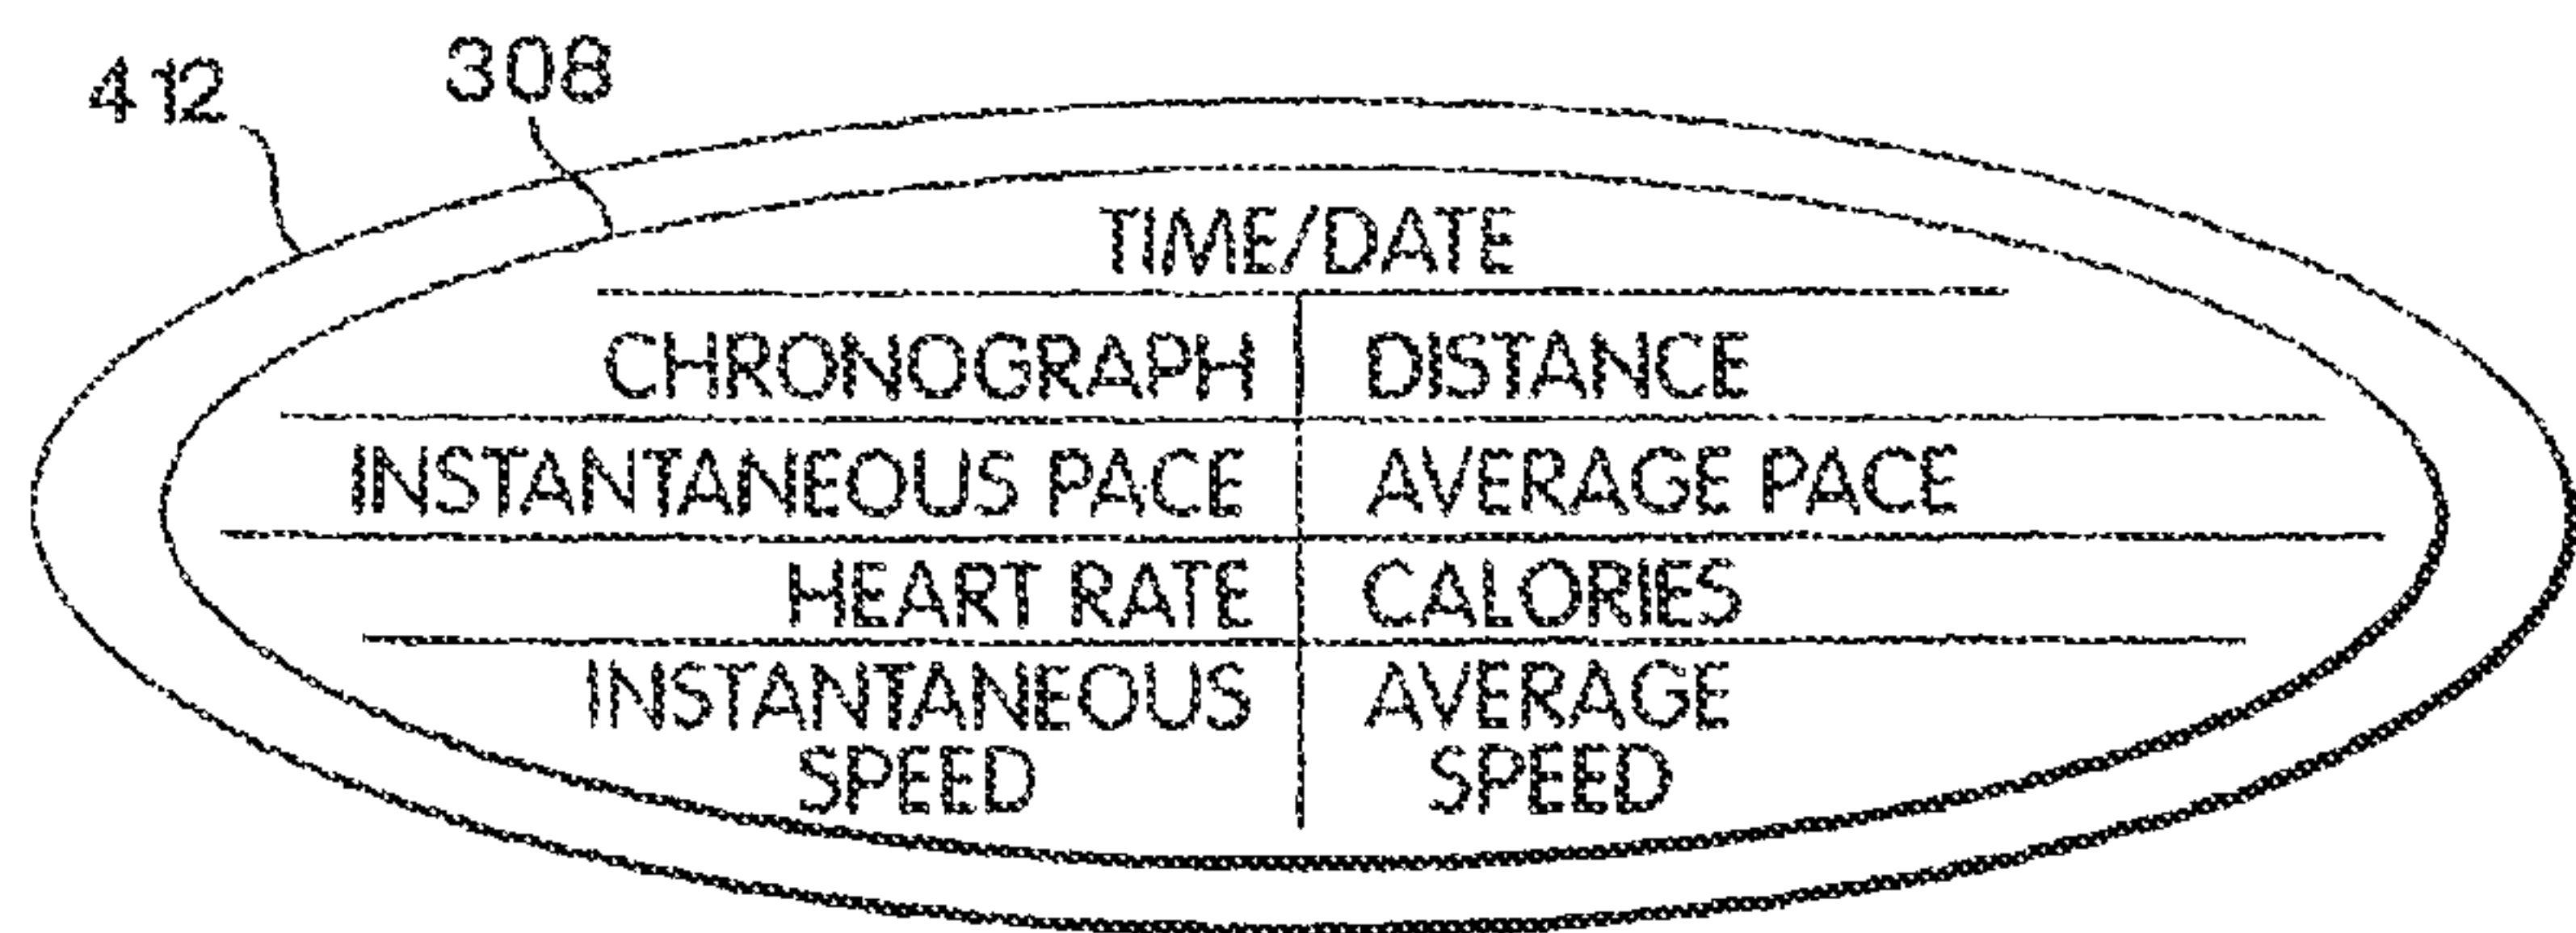 412 308
TIME/DATE
CHRONOGRAPH DISTANCE
INSTANTANEOUS PACE AVERAGE PACE
HEART RATE CALORIES
INSTANTANEOUS AVERAGE
SPEED SPEED